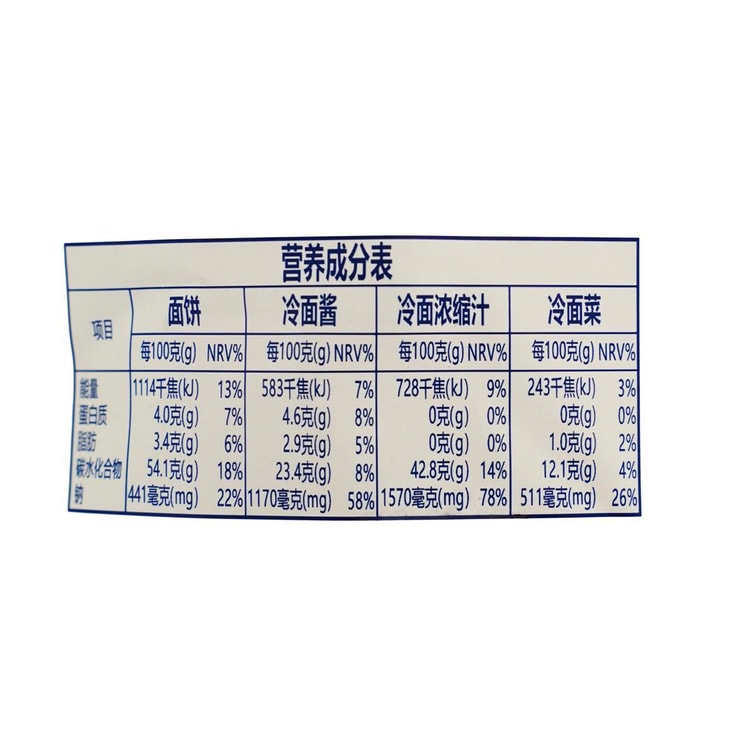 营养成分表
项目 面饼 冷面酱 冷面浓缩汁 冷面菜
每100克(g) NRV% 每100克(g) NRV% 每100克(g) NRV% 每100克(g) NRV%
能量 1114千焦(kJ) 13% 583千焦(kJ) 7% 728千焦(kJ) 9% 243千焦(kJ) 3%
蛋白质 4.0克(g) 7% 4.6克(g) 8% 0克(g) 0% 0克(g) 0%
脂肪 3.4克(g) 6% 2.9克(g) 5% 0克(g) 0% 1.0克(g) 2%
碳水化合物 54.1克(g) 18% 23.4克(g) 8% 42.8克(g) 14% 12.1克(g) 4%
钠 441毫克(mg) 22% 1170毫克(mg) 58% 1570毫克(mg) 78% 511毫克(mg) 26%